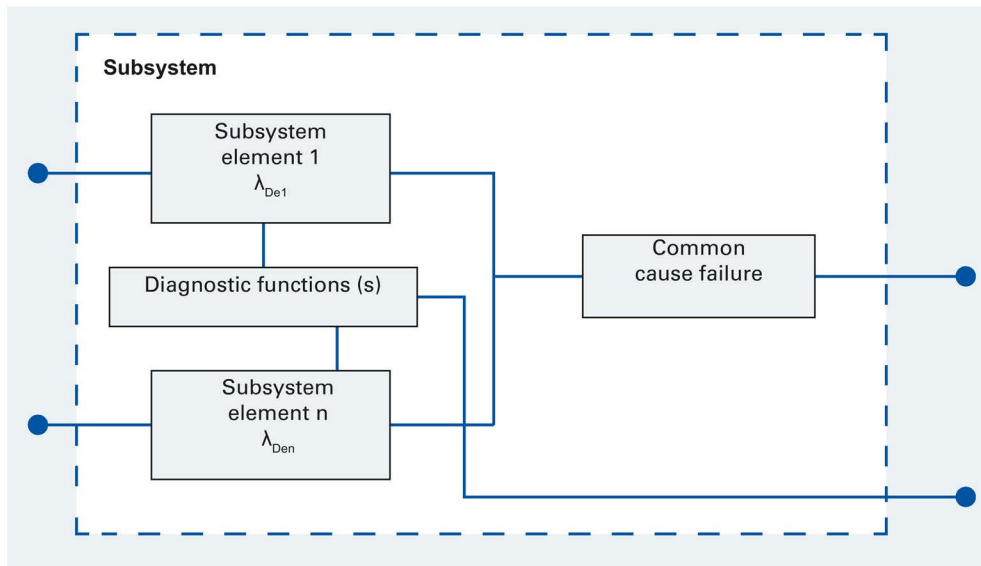 Subsystem
Subsystem
element 1
λDe1
Diagnostic functions (s)
Subsystem
element n
λDen
Common
cause failure